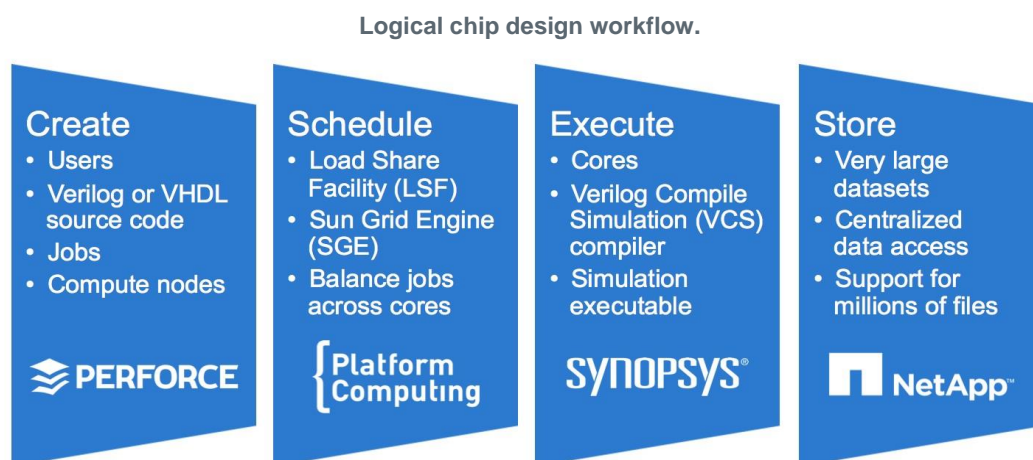 Logical chip design workflow.
Create
• Users
• Verilog or VHDL
source code
• Jobs
• Compute nodes
PERFORCE
Schedule
• Load Share
Facility (LSF)
• Sun Grid Engine
(SGE)
• Balance jobs
across cores
Platform
Computing
Execute
• Cores
• Verilog Compile
Simulation (VCS)
compiler
• Simulation
executable
SYNOPSYS®
Store
• Very large
datasets
• Centralized
data access
• Support for
millions of files
NetApp™